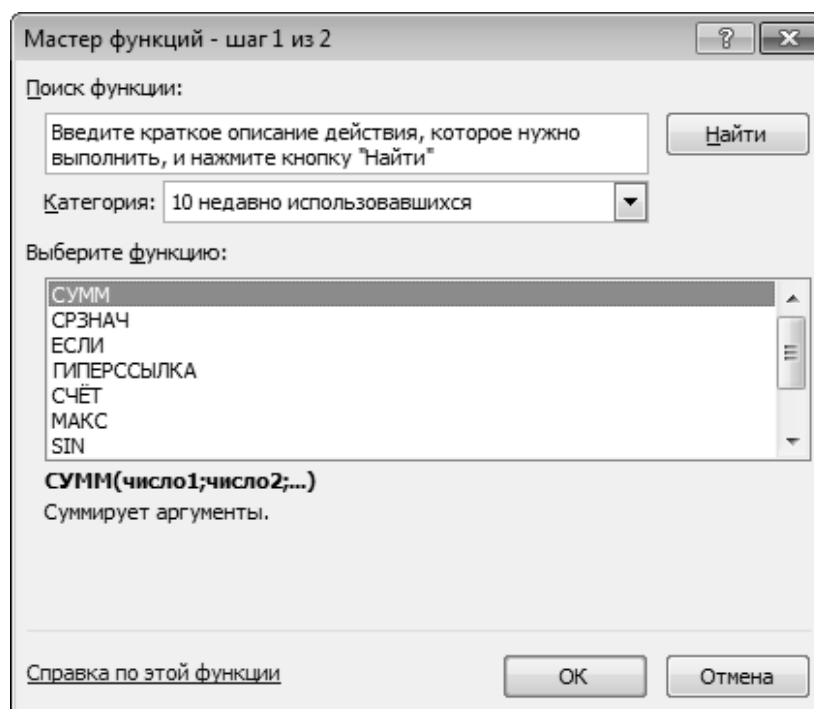 Мастер функций - шаг 1 из 2
Поиск функции:
Введите краткое описание действия, которое нужно
выполнить, и нажмите кнопку "Найти"
Найти
Категория: 10 недавно использовавшихся
Выберите функцию:
СУММ
СРЗНАЧ
ЕСЛИ
ГИПЕРССЫЛКА
СЧЁТ
МАКС
SIN
СУММ(число1;число2;...)
Суммирует аргументы.
Справка по этой функции
ОК
Отмена